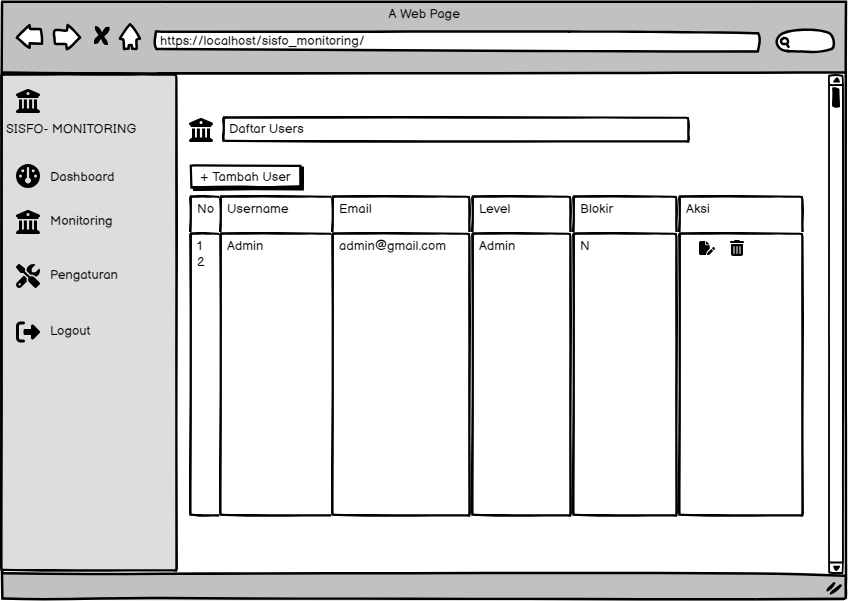 A Web Page
https://localhost/sisfo_monitoring/
SISFO- MONITORING
Dashboard
Monitoring
Pengaturan
Logout
Daftar Users
+ Tambah User
No Username Email Level Blokir Aksi
1 Admin admin@gmail.com Admin N
2